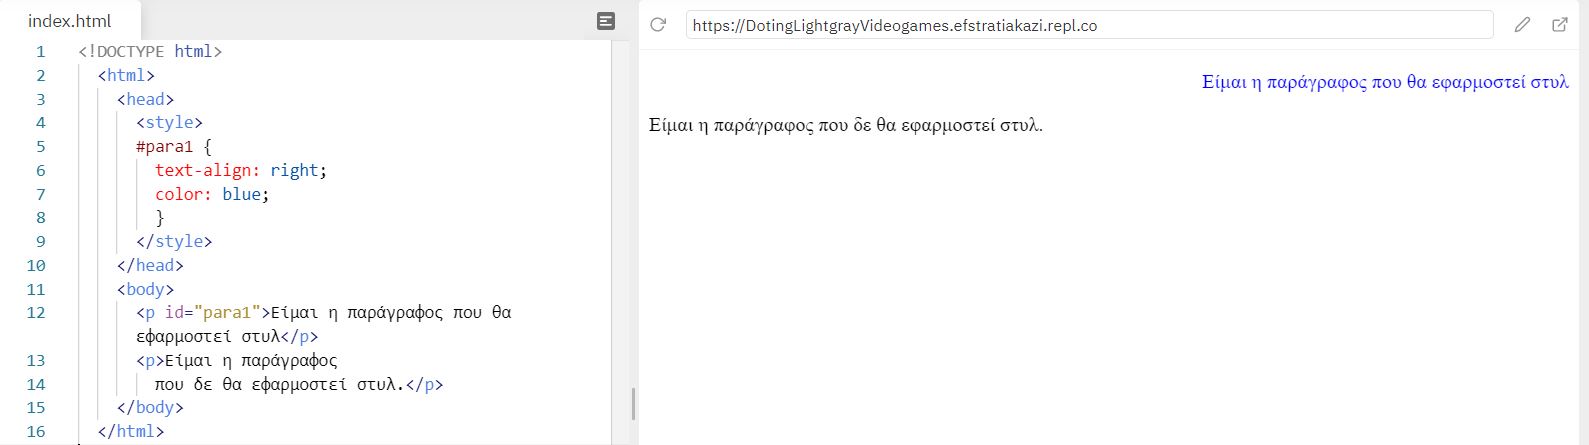 index.html
https://DotingLightgrayVideogames.efstratiakazi.repl.co
1 <!DOCTYPE html>
2 <html>
3 <head>
4 <style>
5 #para1 {
6 text-align: right;
7 color: blue;
8 }
9 </style>
10 </head>
11 <body>
12 <p id="para1">Είμαι η παράγραφος που θα
εφαρμοστεί στυλ</p>
13 <p>Είμαι η παράγραφος
14 που δε θα εφαρμοστεί στυλ.</p>
15 </body>
16 </html>
Είμαι η παράγραφος που θα εφαρμοστεί στυλ
Είμαι η παράγραφος που δε θα εφαρμοστεί στυλ.